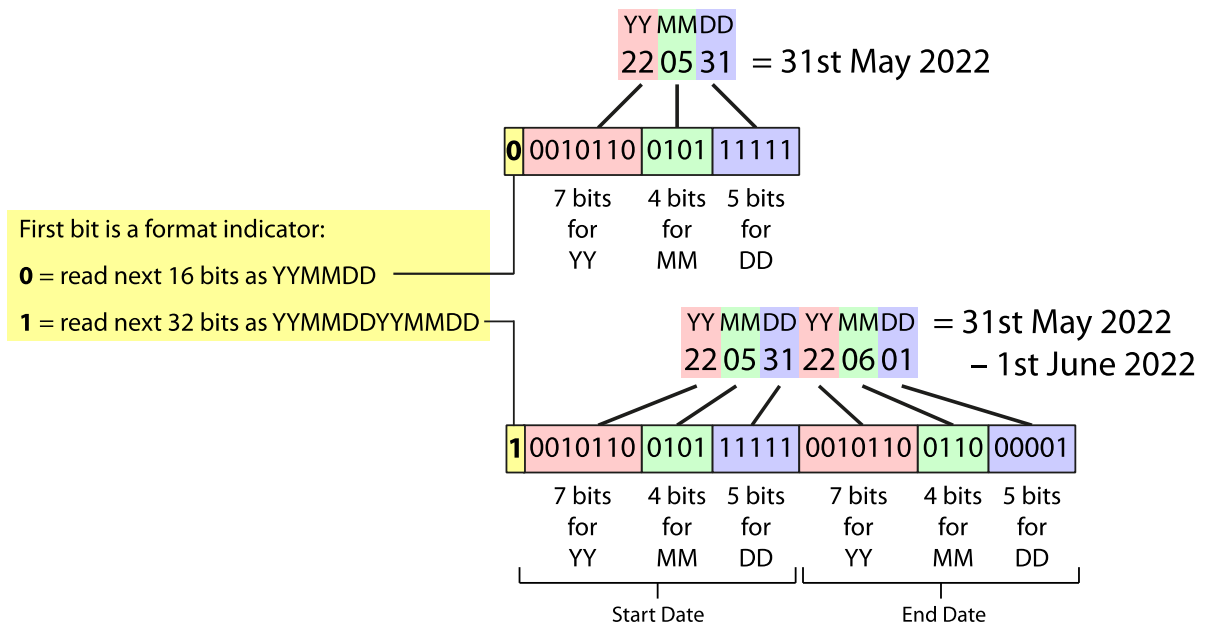 YY MM DD
22 05 31 = 31st May 2022
0 0010110 0101 11111
7 bits for YY
4 bits for MM
5 bits for DD
First bit is a format indicator:
0 = read next 16 bits as YYMMDD
1 = read next 32 bits as YYMMDDYYMMDD
YY MM DD YY MM DD
22 05 31 22 06 01
= 31st May 2022
– 1st June 2022
1 0010110 0101 11111 0010110 0110 00001
7 bits for YY
4 bits for MM
5 bits for DD
7 bits for YY
4 bits for MM
5 bits for DD
Start Date
End Date